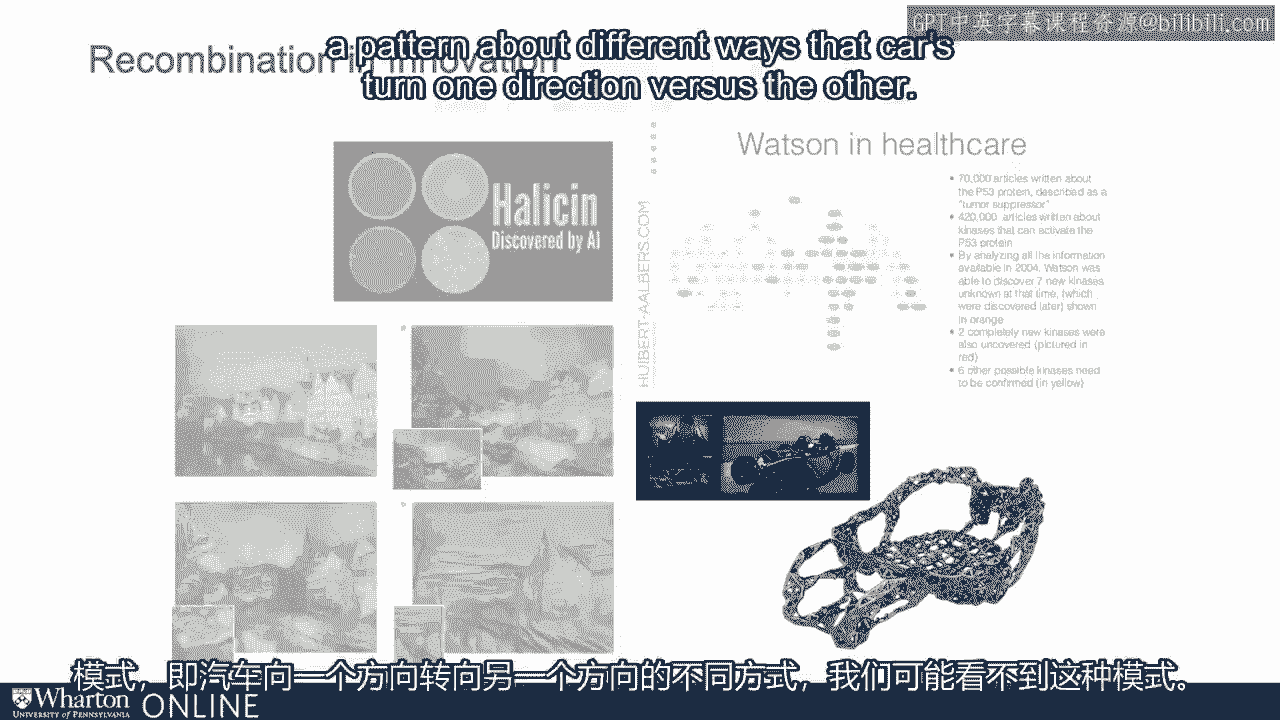 GPT中英字幕课程资源@bilibili.com
Recombination in Innovation
a pattern about different ways that car's
turn one direction versus the other.
Halicin
Discovered by AI
HUIBERT-AALBERS.COM
Watson in healthcare
• 70,000 articles written about
the P53 protein, described as a
"tumor suppressor"
• 420,000 articles written about
kinases that can activate the
P53 protein
• By analyzing all the information
available in 2004, Watson was
able to discover 7 new kinases
unknown at that time, (which
were discovered later) shown
in orange
• 2 completely new kinases were
also uncovered (pictured in
red)
• 6 other possible kinases need
to be confirmed (in yellow)
模式，即汽车向一个方向转向另一个方向的不同方式，我们可能看不到这种模式。
Wharton
UNIVERSITY of PENNSYLVANIA
ONLINE